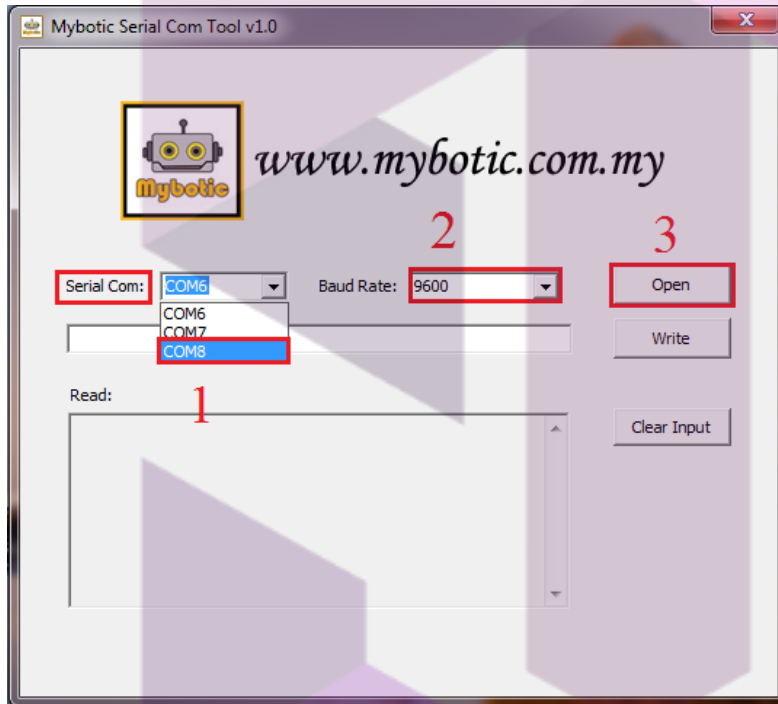 Mybotic Serial Com Tool v1.0
Mybotic
www.mybotic.com.my
2
3
Serial Com: COM6 Baud Rate: 9600 Open
COM6
COM7
COM8
Write
1
Read:
Clear Input